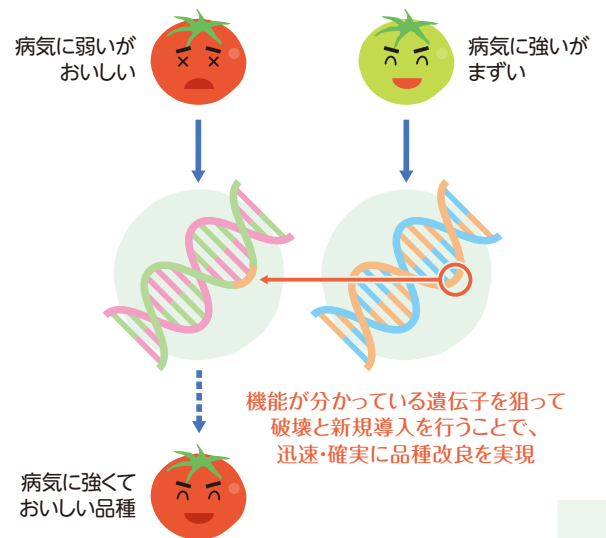 病気に弱いが
おいしい
病気に強いが
まずい
機能が分かっている遺伝子を狙って
破壊と新規導入を行うことで、
迅速・確実に品種改良を実現
病気に強くて
おいしい品種